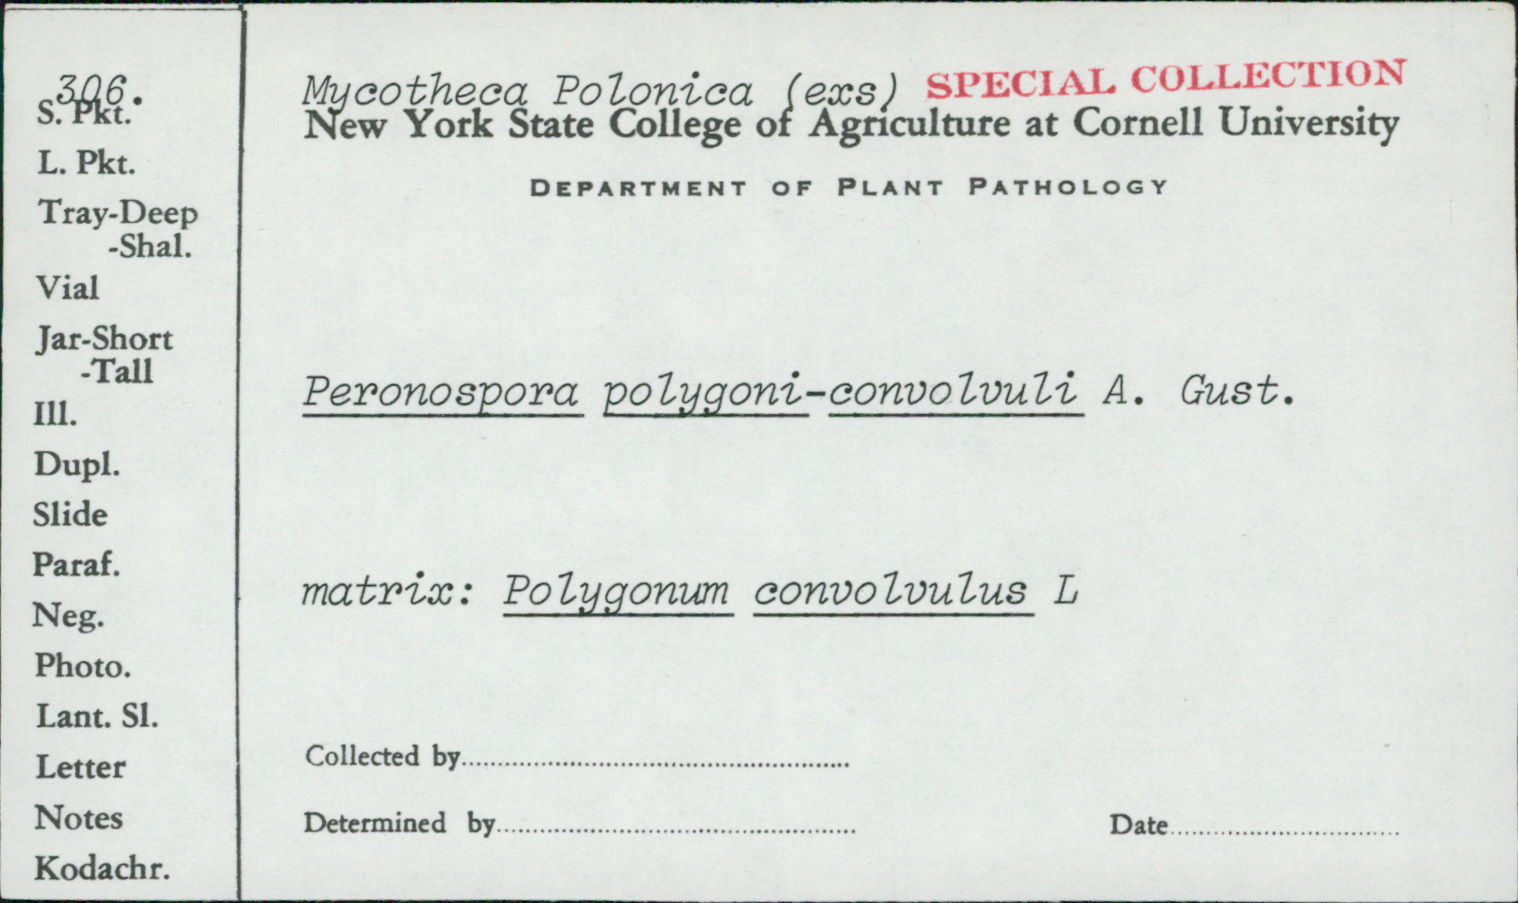 306.
S. Pkt.
L. Pkt.
Tray-Deep
-Shal.
Vial
Jar-Short
-Tall
Ill.
Dupl.
Slide
Paraf.
Neg.
Photo.
Lant. Sl.
Letter
Notes
Kodachr.
Mycotheca Polonica (exs) SPECIAL COLLECTION
New York State College of Agriculture at Cornell University
DEPARTMENT OF PLANT PATHOLOGY
Peronospora polygoni-convolvuli A. Gust.
matrix: Polygonum convolvulus L
Collected by
Determined by Date